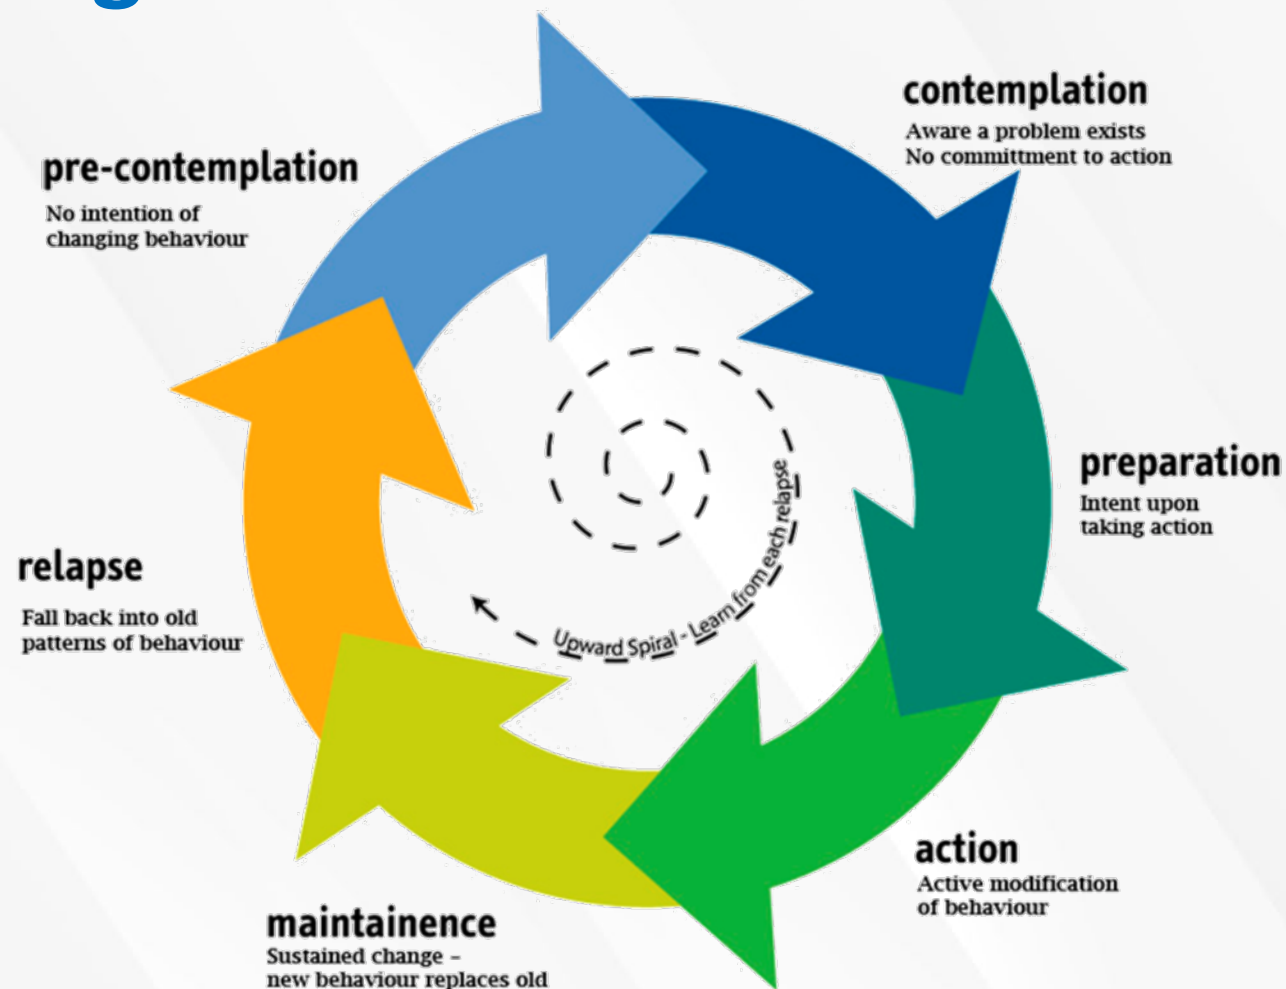 contemplation
Aware a problem exists
No committment to action
pre-contemplation
No intention of
changing behaviour
preparation
Intent upon
taking action
relapse
Fall back into old
patterns of behaviour
Upward Spiral - Learn from each relapse
action
Active modification
of behaviour
maintainence
Sustained change –
new behaviour replaces old